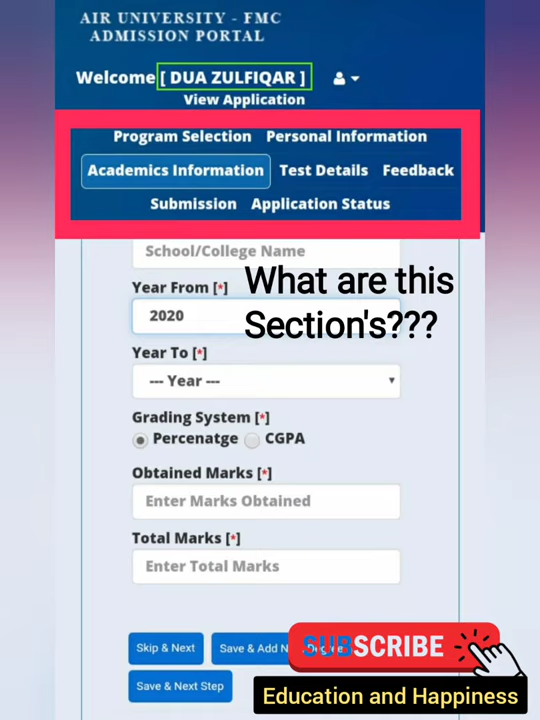 AIR UNIVERSITY - FMC
ADMISSION PORTAL
Welcome [ DUA ZULFIQAR ]
View Application
Program Selection Personal Information
Academics Information Test Details Feedback
Submission Application Status
School/College Name
Year From [*]
2020
What are this
Section's???
Year To [*]
--- Year ---
Grading System [*]
Percenatge CGPA
Obtained Marks [*]
Enter Marks Obtained
Total Marks [*]
Enter Total Marks
Skip & Next Save & Add
SUBSCRIBE
Save & Next Step
Education and Happiness